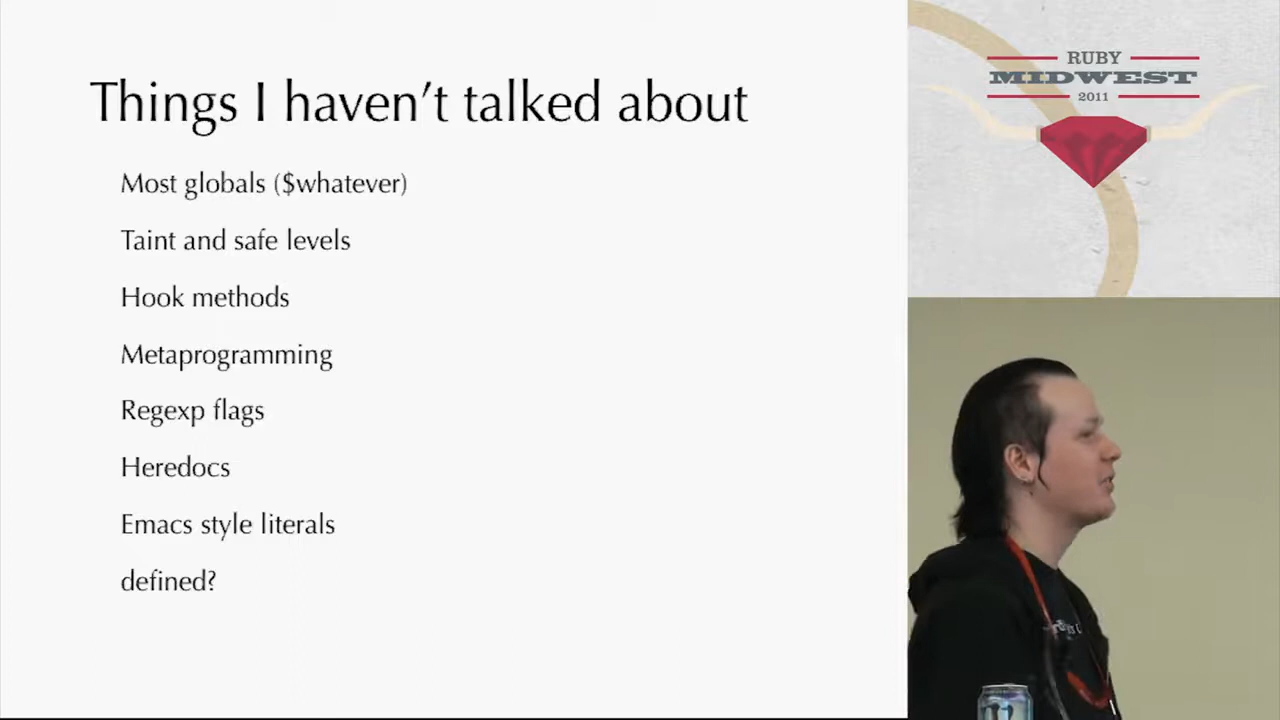 Things I haven’t talked about
Most globals ($whatever)
Taint and safe levels
Hook methods
Metaprogramming
Regexp flags
Heredocs
Emacs style literals
defined?
RUBY
MIDWEST
2011